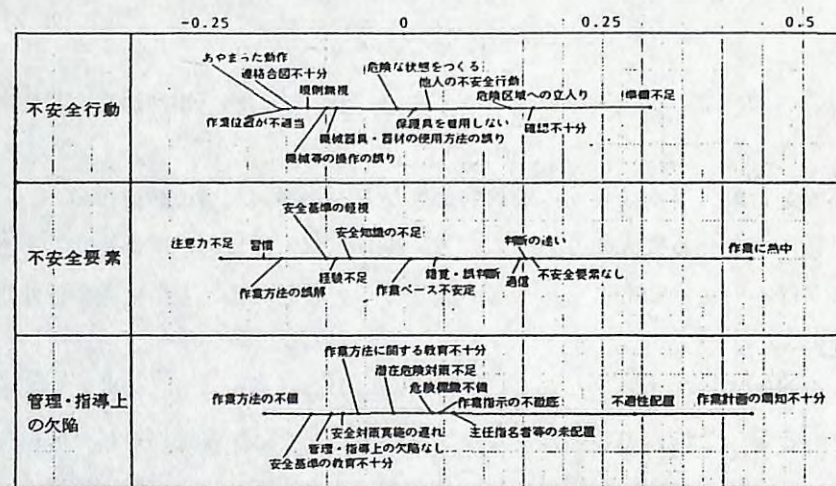 -0.25 0 0.25 0.5
不安全行動
あやまった動作
連絡合図不十分
規則無視
危険な状態をつくる
他人の不安全行動
危険区域への立入り
準備不足
作業位置が不適当
保護具を着用しない
確認不十分
機械器具・器材の使用方法の誤り
機械等の操作の誤り
不安全要素
安全基準の軽視
安全知識の不足
注意力不足
習慣
判断の違い
作業に熱中
経験不足
錯覚・誤判断
過信
不安全要素なし
作業方法の誤解
作業ペース不安定
管理・指導上
の欠陥
作業方法に関する教育不十分
潜在危険対策不足
危険標識不備
作業方法の不備
作業指示の不徹底
不適性配置
作業計画の周知不十分
安全対策実施の遅れ
主任指名者等の未配置
管理・指導上の欠陥なし
安全基準の教育不十分